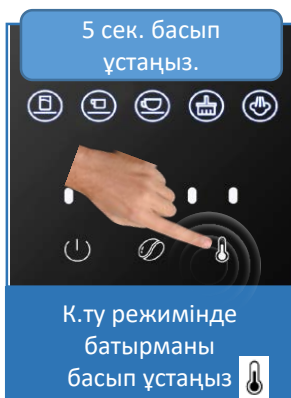 5 сек. басып
ұстаңыз.
К.ту режимінде
батырманы
басып ұстаңыз